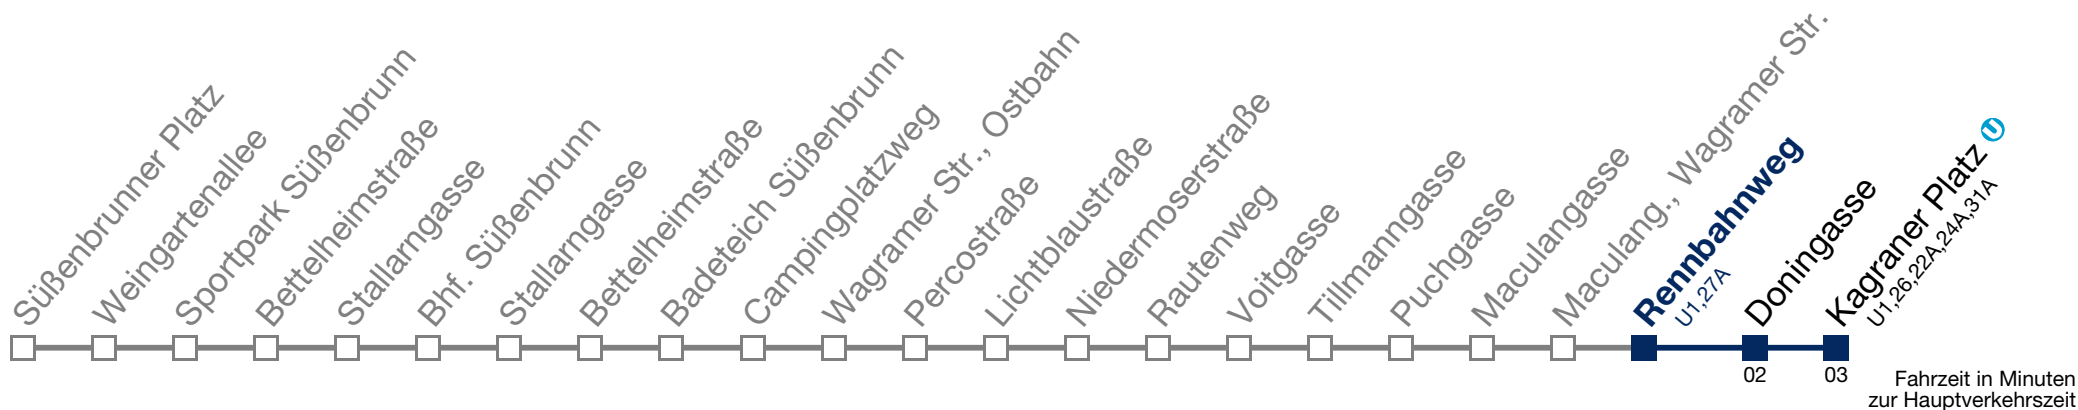 Süßenbrunner Platz
Weingartenallee
Sportpark Süßenbrunn
Bettelheimstraße
Stallarngasse
Bhf. Süßenbrunn
Stallarngasse
Bettelheimstraße
Badeteich Süßenbrunn
Campingplatzweg
Wagramer Str., Ostbahn
Percostraße
Lichtblaustraße
Niedermoserstraße
Rautenweg
Voitgasse
Tillmanngasse
Puchgasse
Maculangasse
Maculang., Wagramer Str.
Rennbahnweg
U1,27A
Doningasse
Kagraner Platz U
U1,26,22A,24A,31A
02
03
Fahrzeit in Minuten
zur Hauptverkehrszeit